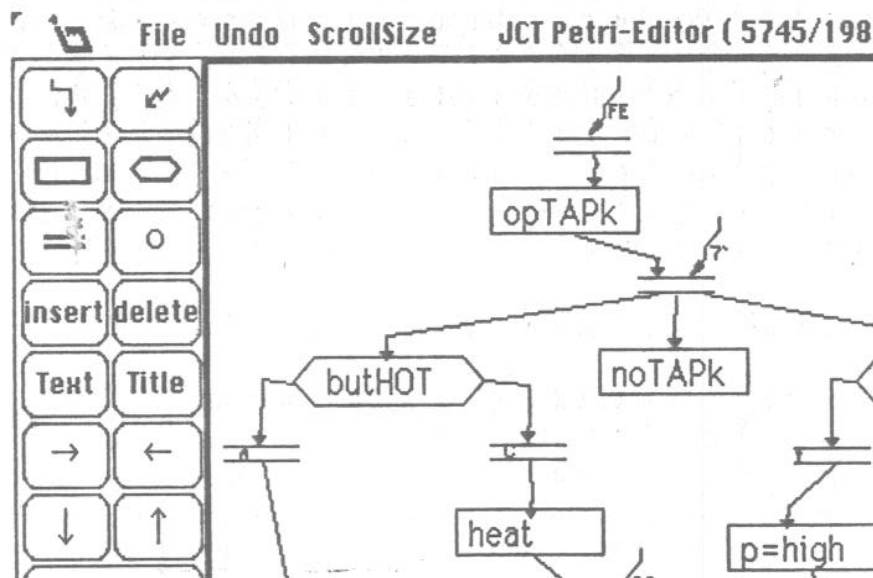 File Undo ScrollSize JCT Petri-Editor ( 5745/198
FE
opTAPk
insert delete
Text Title
butHOT
noTAPk
A
C
heat
p=high